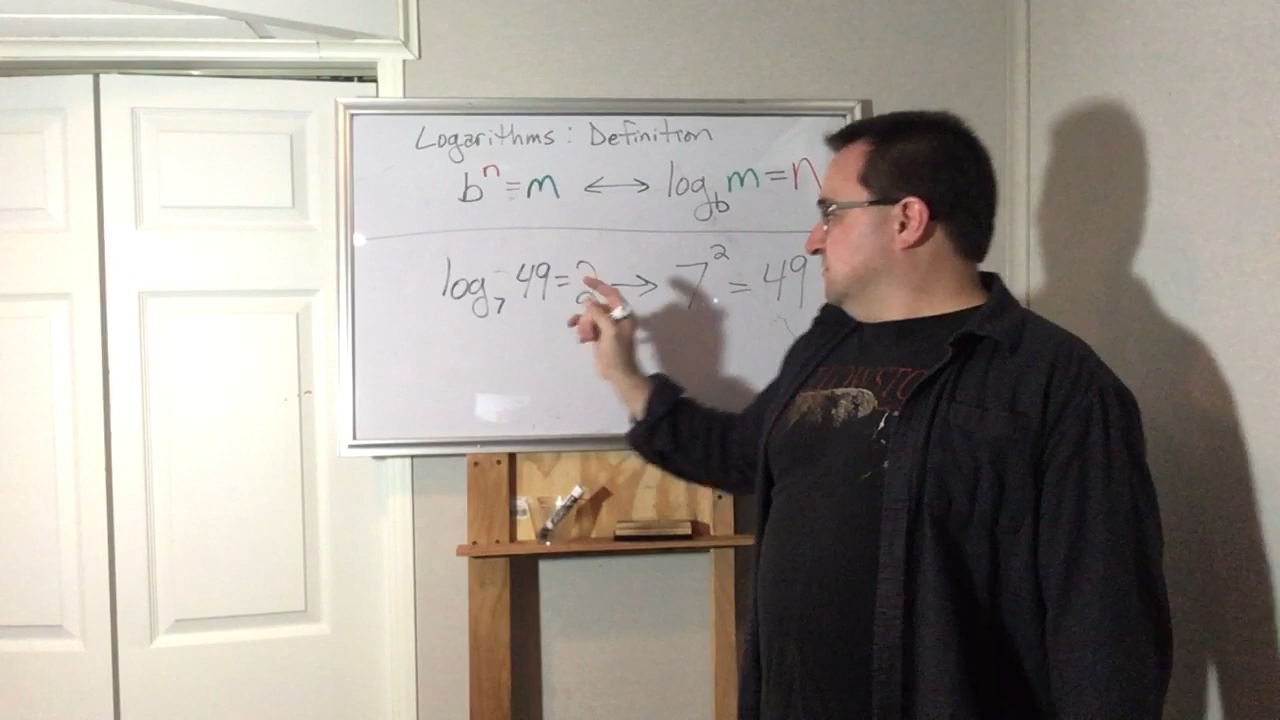 Logarithms : Definition
bⁿ = m ⟷ log_b m = n
log₇ 49 = 2 → 7² = 49